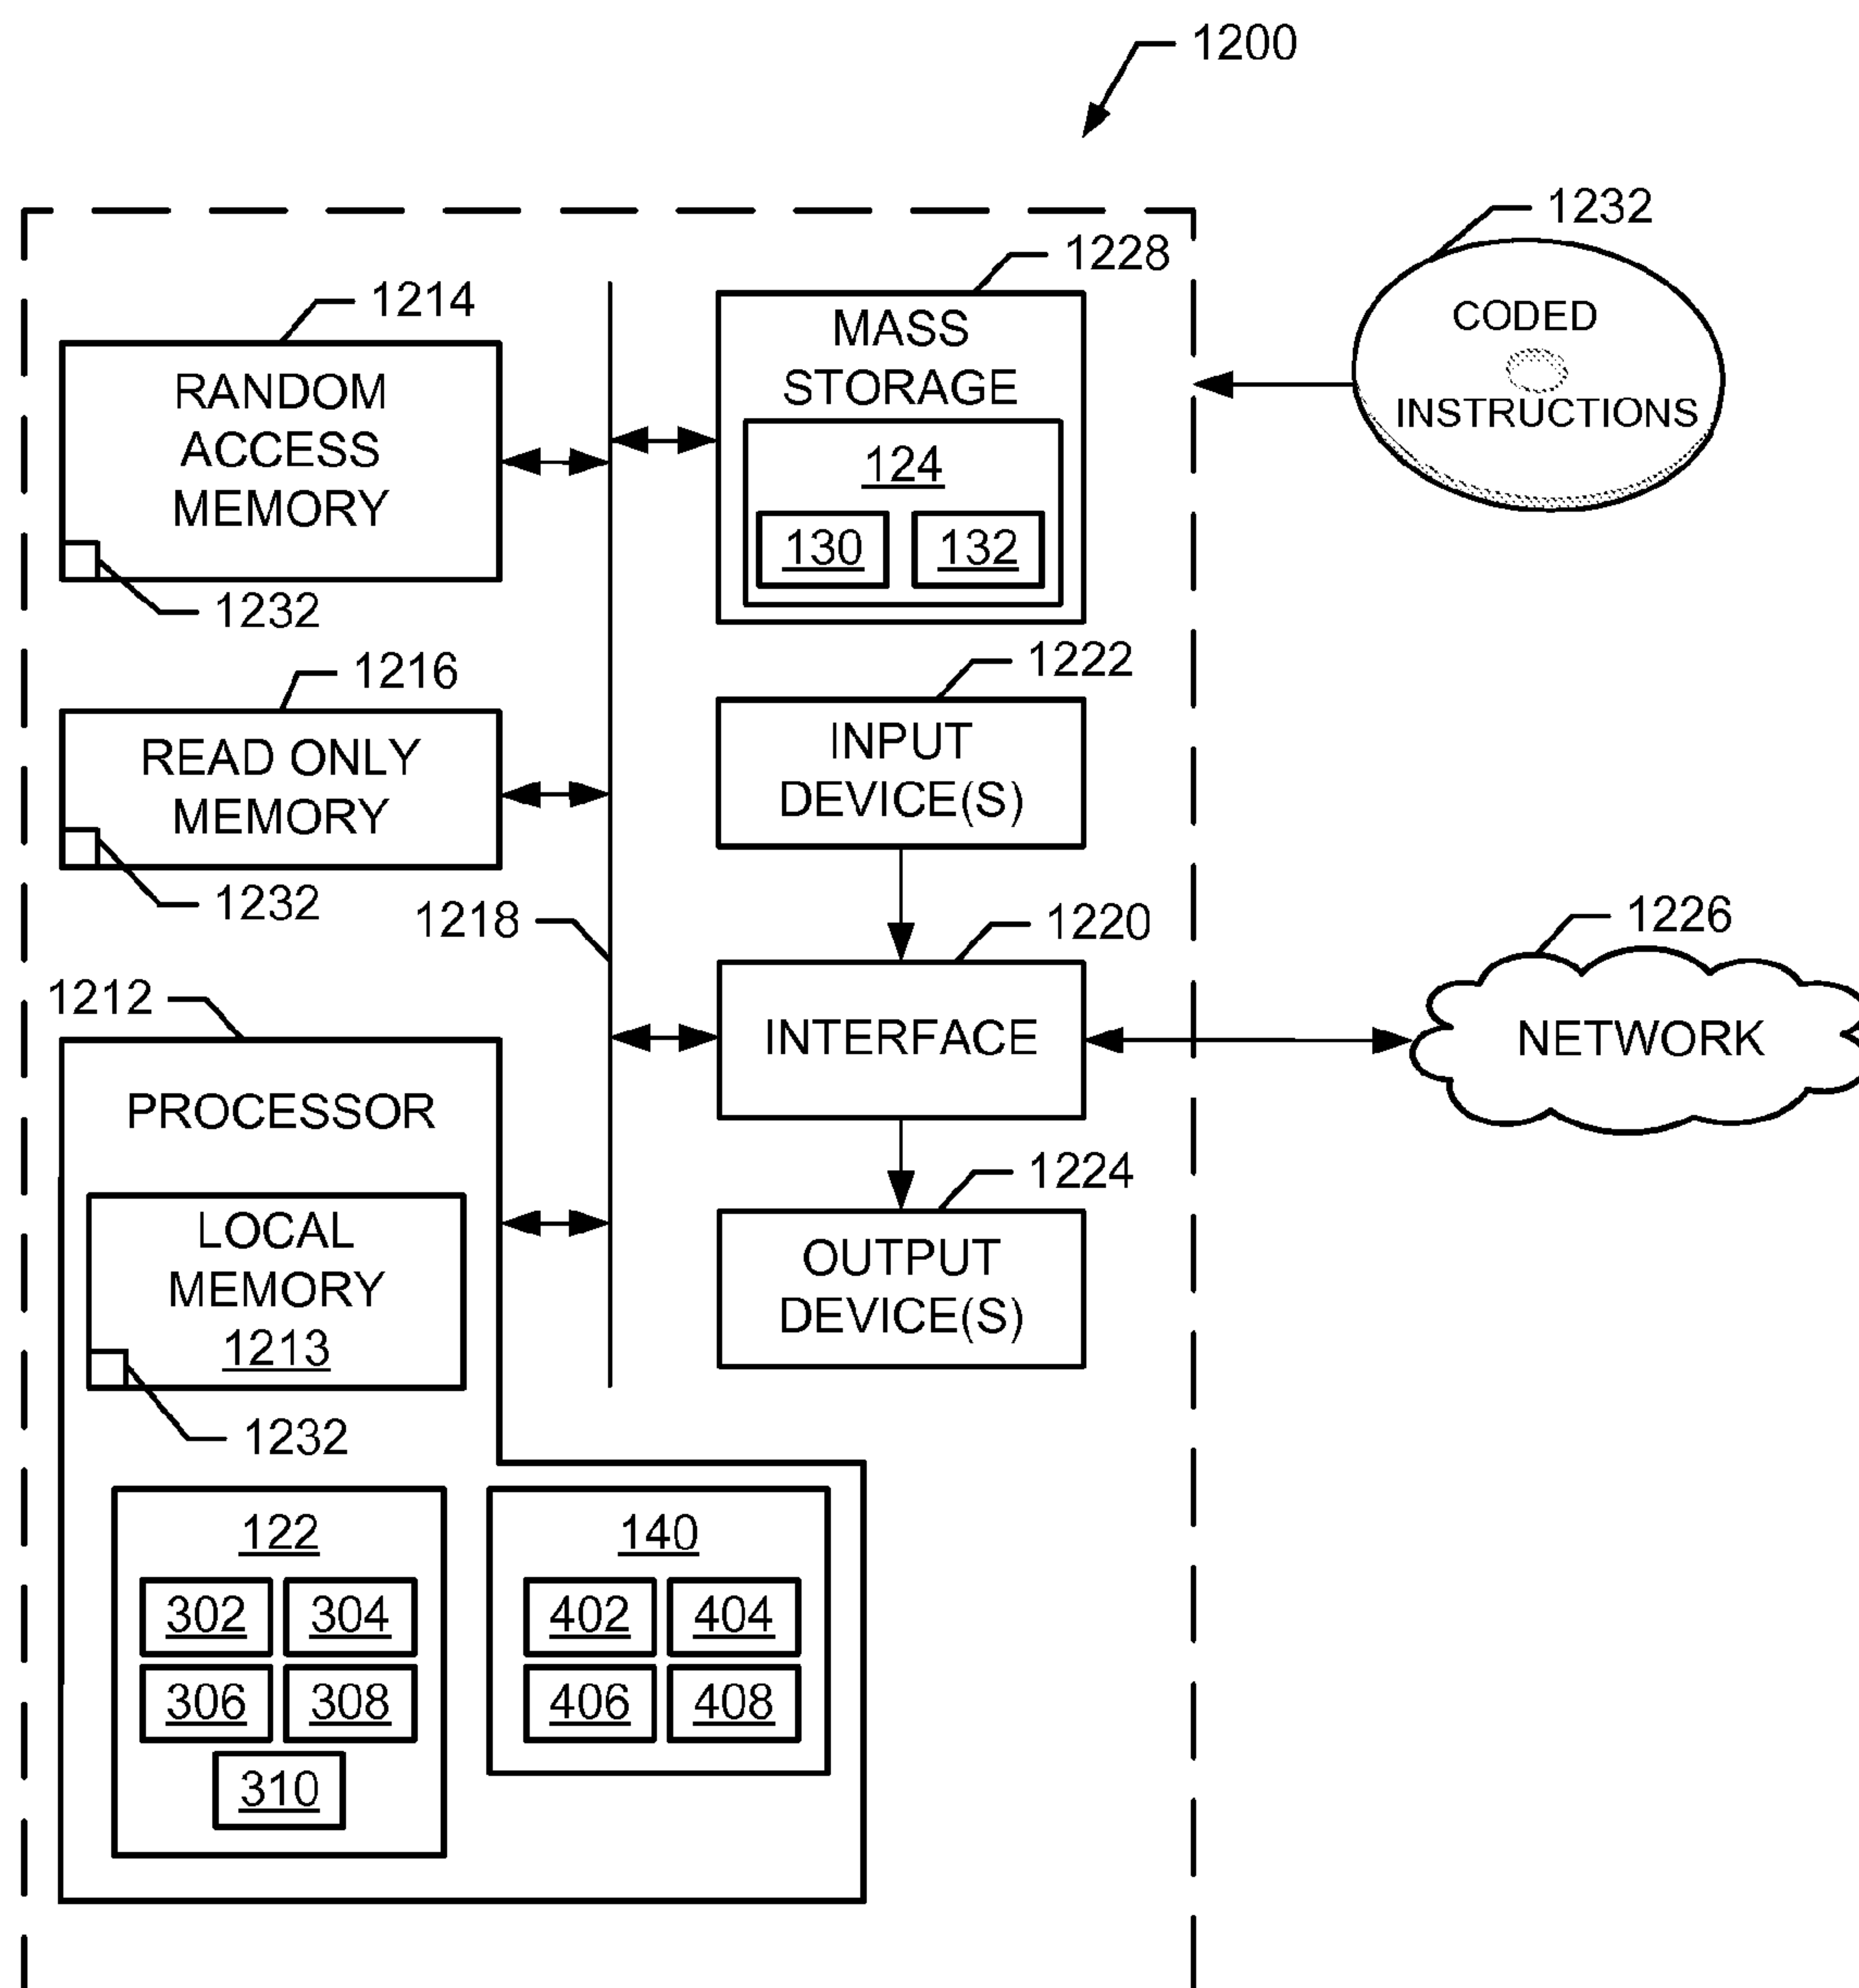 1200
1232
CODED
INSTRUCTIONS
1228
MASS
STORAGE
124
130 132
1214
RANDOM
ACCESS
MEMORY
1232
1216
READ ONLY
MEMORY
1232
1222
INPUT
DEVICE(S)
1218
1220
INTERFACE
1226
NETWORK
1212
PROCESSOR
LOCAL
MEMORY
1213
1232
1224
OUTPUT
DEVICE(S)
122
302 304
306 308
310
140
402 404
406 408